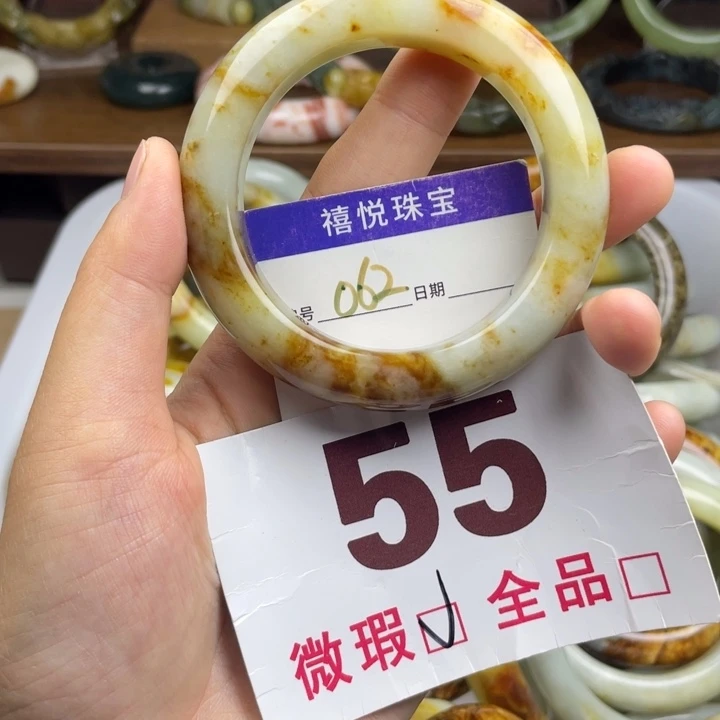 禧悦珠宝
号 062 日期
55
微瑕 全品